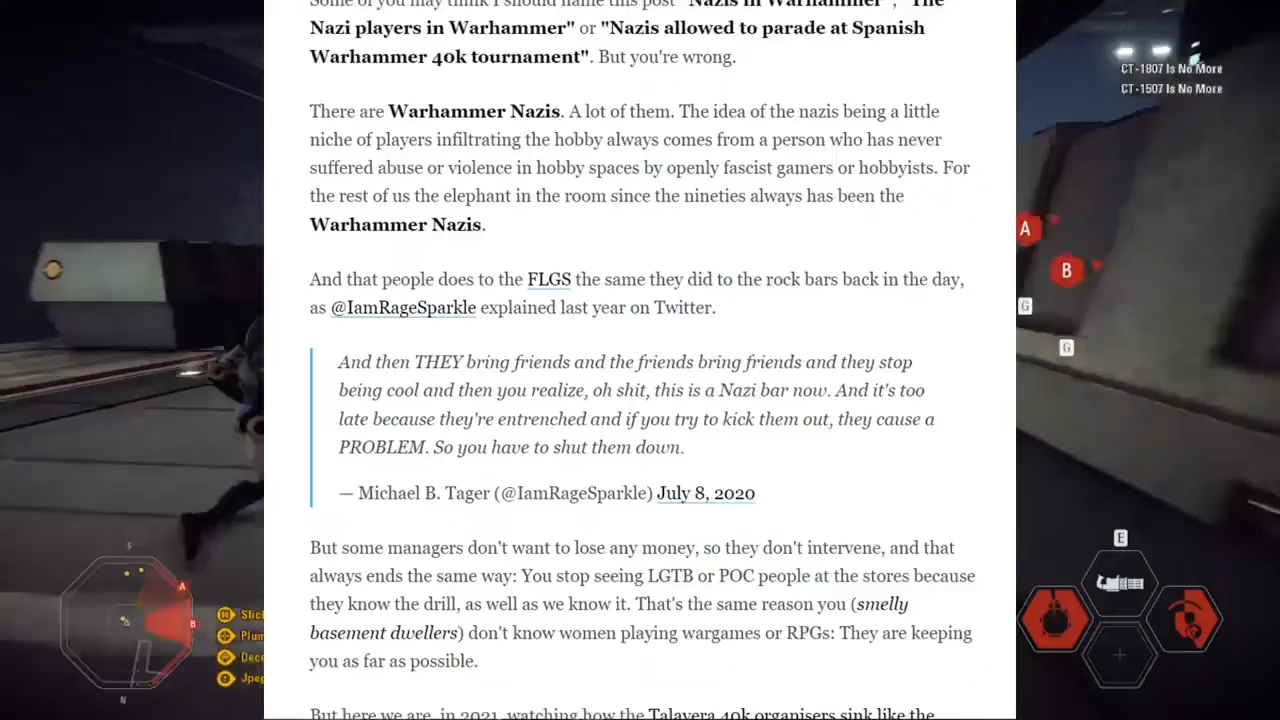 Some of you may think I should name this post "Nazis in Warhammer", "The
Nazi players in Warhammer" or "Nazis allowed to parade at Spanish
Warhammer 40k tournament". But you're wrong.
There are Warhammer Nazis. A lot of them. The idea of the nazis being a little
niche of players infiltrating the hobby always comes from a person who has never
suffered abuse or violence in hobby spaces by openly fascist gamers or hobbyists. For
the rest of us the elephant in the room since the nineties always has been the
Warhammer Nazis.
And that people does to the FLGS the same they did to the rock bars back in the day,
as @IamRageSparkle explained last year on Twitter.
And then THEY bring friends and the friends bring friends and they stop
being cool and then you realize, oh shit, this is a Nazi bar now. And it's too
late because they're entrenched and if you try to kick them out, they cause a
PROBLEM. So you have to shut them down.
— Michael B. Tager (@IamRageSparkle) July 8, 2020
But some managers don't want to lose any money, so they don't intervene, and that
always ends the same way: You stop seeing LGTB or POC people at the stores because
they know the drill, as well as we know it. That's the same reason you (smelly
basement dwellers) don't know women playing wargames or RPGs: They are keeping
you as far as possible.
But here we are, in 2021, watching how the Talavera 40k organisers sink like the
CT-1807 Is No More
CT-1507 Is No More
A
B
G
G
E
S
A
B
N
Slick
Plum
Dece
Jpeg